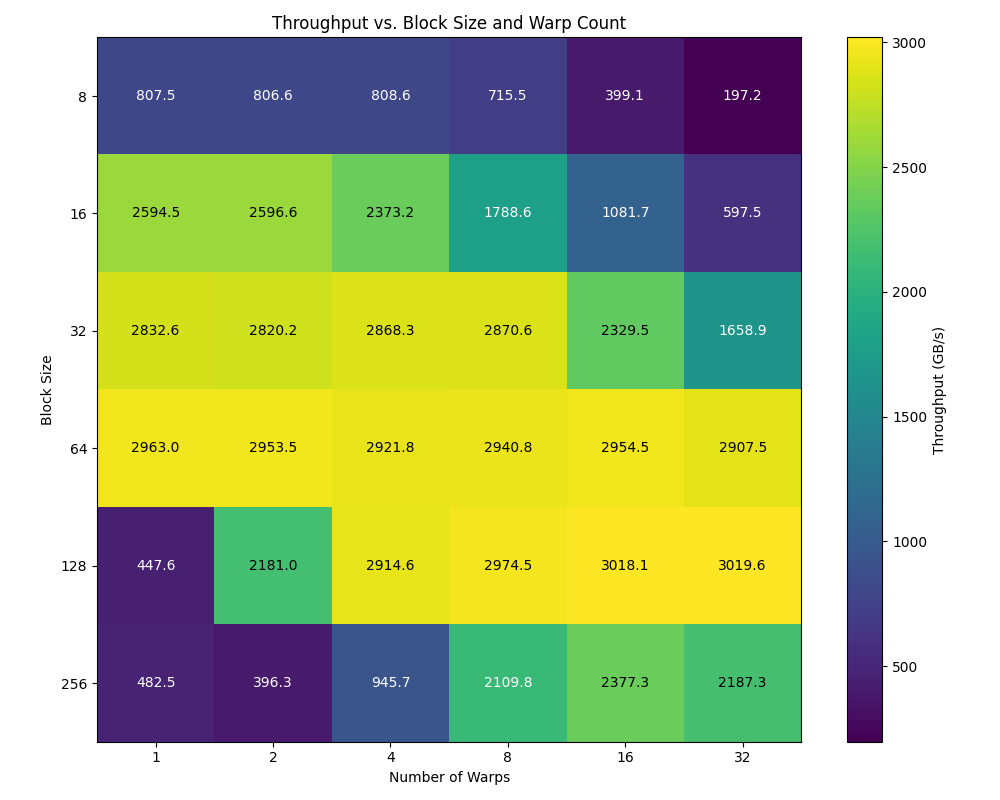 Throughput vs. Block Size and Warp Count
8 807.5 806.6 808.6 715.5 399.1 197.2
16 2594.5 2596.6 2373.2 1788.6 1081.7 597.5
32 2832.6 2820.2 2868.3 2870.6 2329.5 1658.9
64 2963.0 2953.5 2921.8 2940.8 2954.5 2907.5
128 447.6 2181.0 2914.6 2974.5 3018.1 3019.6
256 482.5 396.3 945.7 2109.8 2377.3 2187.3
1 2 4 8 16 32
Number of Warps
Block Size
3000
2500
2000
1500
1000
500
Throughput (GB/s)